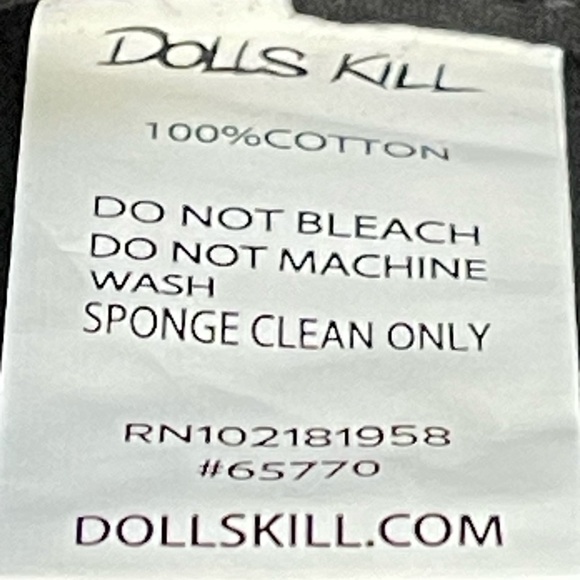 DOLLS KILL
100%COTTON
DO NOT BLEACH
DO NOT MACHINE
WASH
SPONGE CLEAN ONLY
RN102181958
#65770
DOLLSKILL.COM